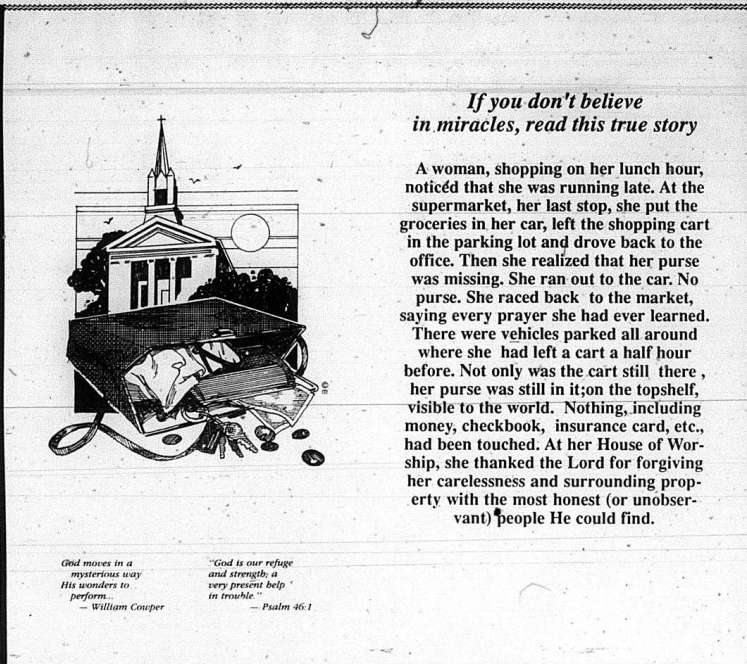 If you don't believe
in miracles, read this true story
A woman, shopping on her lunch hour,
noticed that she was running late. At the
supermarket, her last stop, she put the
groceries in her car, left the shopping cart
in the parking lot and drove back to the
office. Then she realized that her purse
was missing. She ran out to the car. No
purse. She raced back to the market,
saying every prayer she had ever learned.
There were vehicles parked all around
where she had left a cart a half hour
before. Not only was the cart still there ,
her purse was still in it;on the topshelf,
visible to the world. Nothing, including
money, checkbook, insurance card, etc.,
had been touched. At her House of Wor-
ship, she thanked the Lord for forgiving
her carelessness and surrounding prop-
erty with the most honest (or unobser-
vant) people He could find.
God moves in a
mysterious way
His wonders to
perform...
— William Cowper
"God is our refuge
and strength; a
very present help
in trouble."
— Psalm 46:1